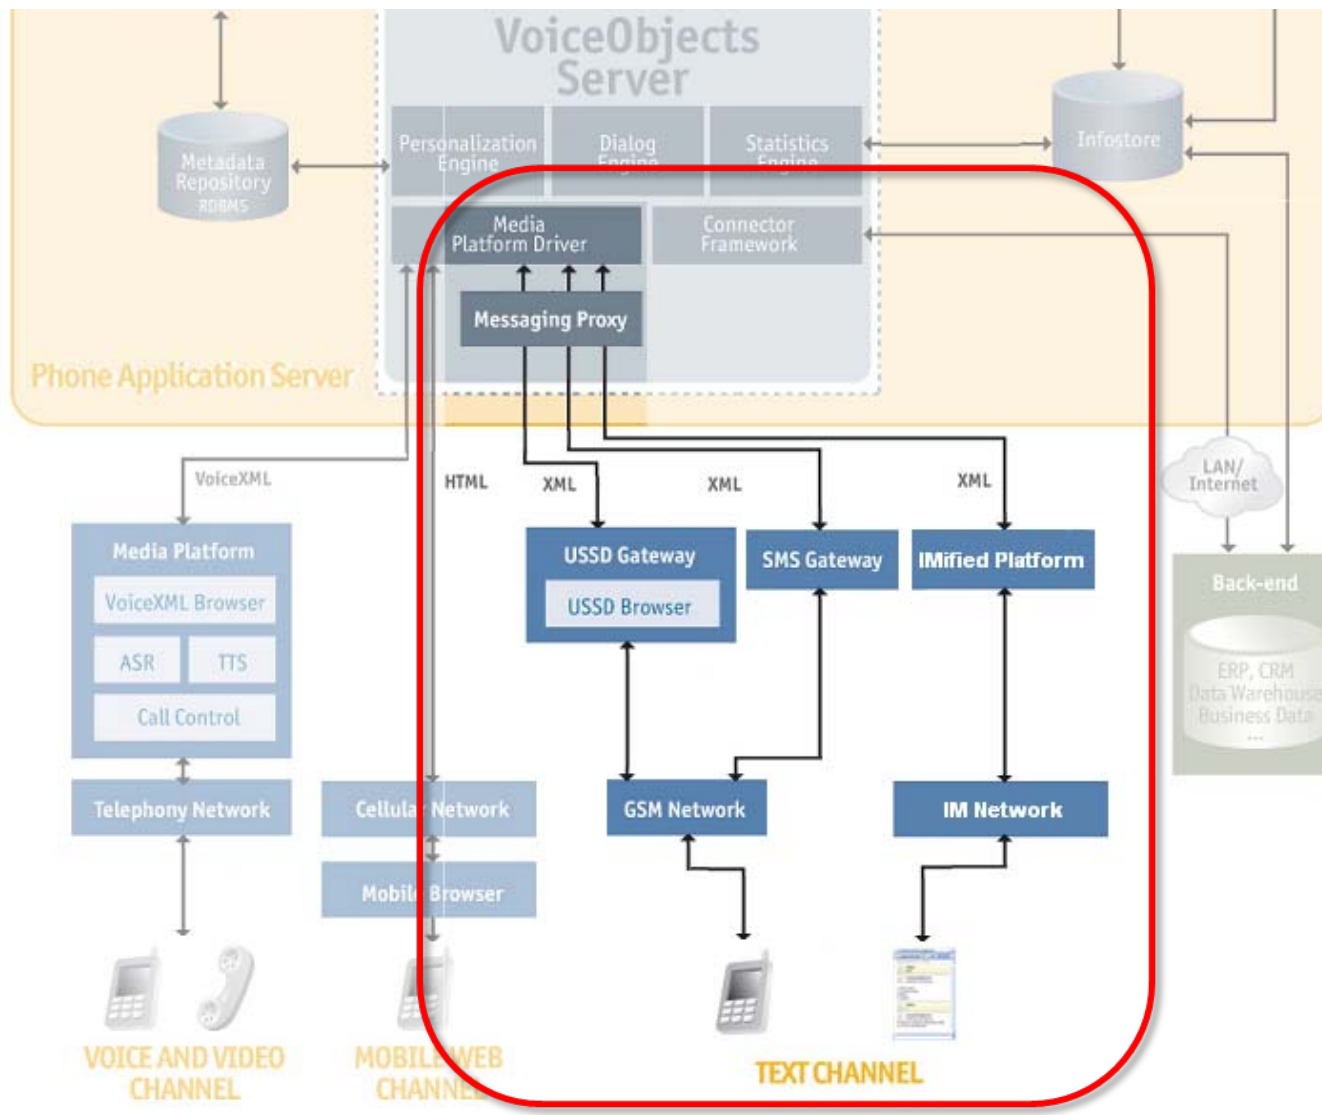 VoiceObjects
Server
Personalization
Engine
Dialog
Engine
Statistics
Engine
Infostore
Metadata
Repository
RDBMS
Media
Platform Driver
Connector
Framework
Messaging Proxy
Phone Application Server
VoiceXML
HTML
XML
XML
XML
LAN/
Internet
Media Platform
VoiceXML Browser
ASR
TTS
Call Control
USSD Gateway
USSD Browser
SMS Gateway
IMified Platform
Back-end
ERP, CRM
Data Warehouse
Business Data
...
Telephony Network
Cellular Network
GSM Network
IM Network
Mobile Browser
VOICE AND VIDEO
CHANNEL
MOBILE WEB
CHANNEL
TEXT CHANNEL